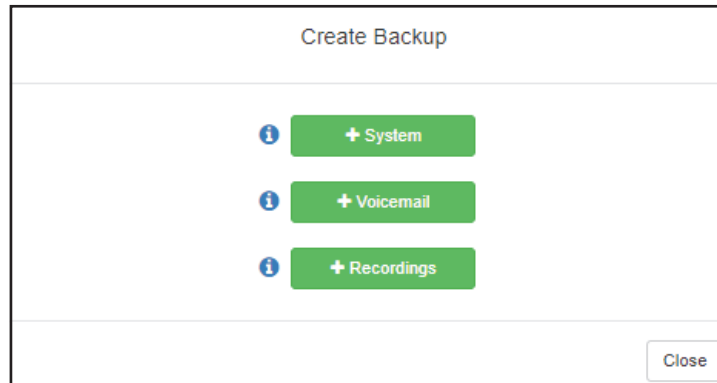 Create Backup
+ System
+ Voicemail
+ Recordings
Close